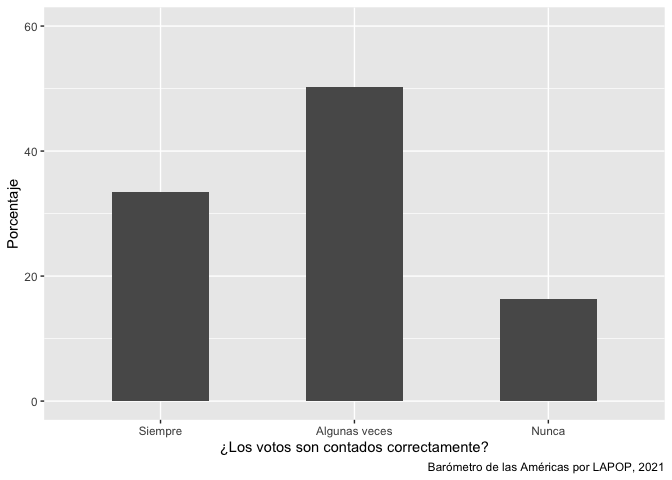 60
40
20
0
Porcentaje
Siempre
Algunas veces
Nunca
¿Los votos son contados correctamente?
Barómetro de las Américas por LAPOP, 2021